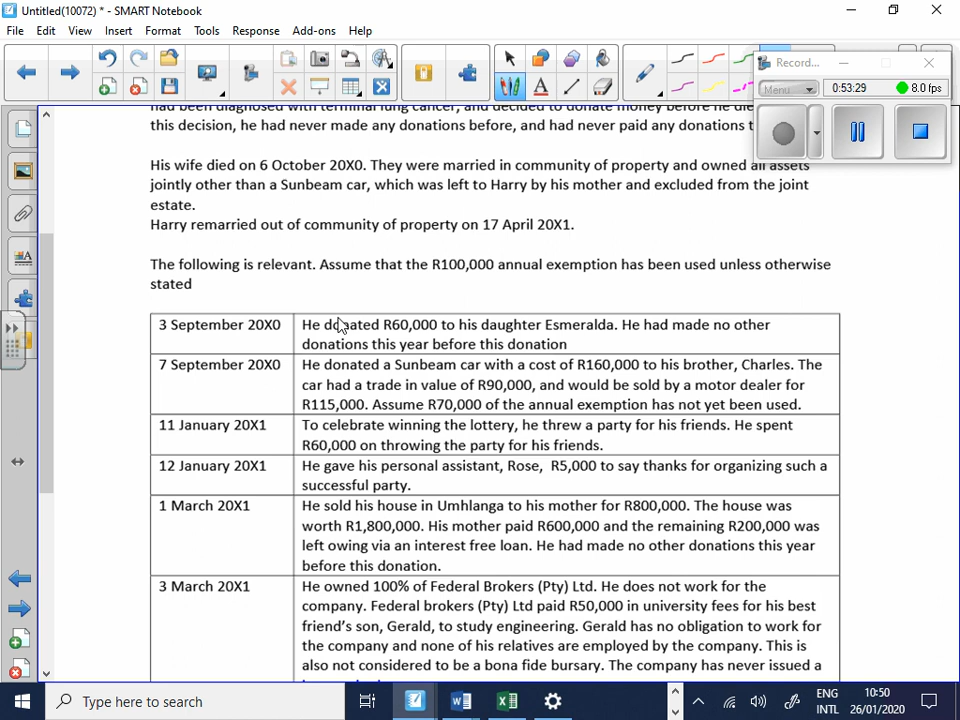 Untitled(10072) * - SMART Notebook
File Edit View Insert Format Tools Response Add-ons Help
Record...
Menu 0:53:29 8.0 fps
had been diagnosed with terminal lung cancer, and decided to donate money before he die
this decision, he had never made any donations before, and had never paid any donations t
His wife died on 6 October 20X0. They were married in community of property and owned all assets
jointly other than a Sunbeam car, which was left to Harry by his mother and excluded from the joint
estate.
Harry remarried out of community of property on 17 April 20X1.
The following is relevant. Assume that the R100,000 annual exemption has been used unless otherwise
stated
3 September 20X0 He donated R60,000 to his daughter Esmeralda. He had made no other
donations this year before this donation
7 September 20X0 He donated a Sunbeam car with a cost of R160,000 to his brother, Charles. The
car had a trade in value of R90,000, and would be sold by a motor dealer for
R115,000. Assume R70,000 of the annual exemption has not yet been used.
11 January 20X1 To celebrate winning the lottery, he threw a party for his friends. He spent
R60,000 on throwing the party for his friends.
12 January 20X1 He gave his personal assistant, Rose, R5,000 to say thanks for organizing such a
successful party.
1 March 20X1 He sold his house in Umhlanga to his mother for R800,000. The house was
worth R1,800,000. His mother paid R600,000 and the remaining R200,000 was
left owing via an interest free loan. He had made no other donations this year
before this donation.
3 March 20X1 He owned 100% of Federal Brokers (Pty) Ltd. He does not work for the
company. Federal brokers (Pty) Ltd paid R50,000 in university fees for his best
friend's son, Gerald, to study engineering. Gerald has no obligation to work for
the company and none of his relatives are employed by the company. This is
also not considered to be a bona fide bursary. The company has never issued a
Type here to search
ENG
INTL
10:50
26/01/2020